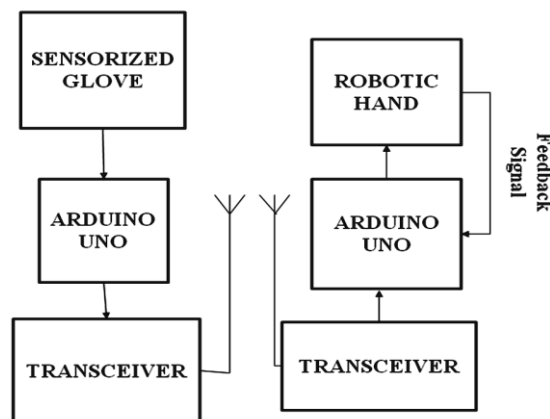 SENSORIZED
GLOVE
ARDUINO
UNO
TRANSCEIVER
ROBOTIC
HAND
Feedback
Signal
ARDUINO
UNO
TRANSCEIVER